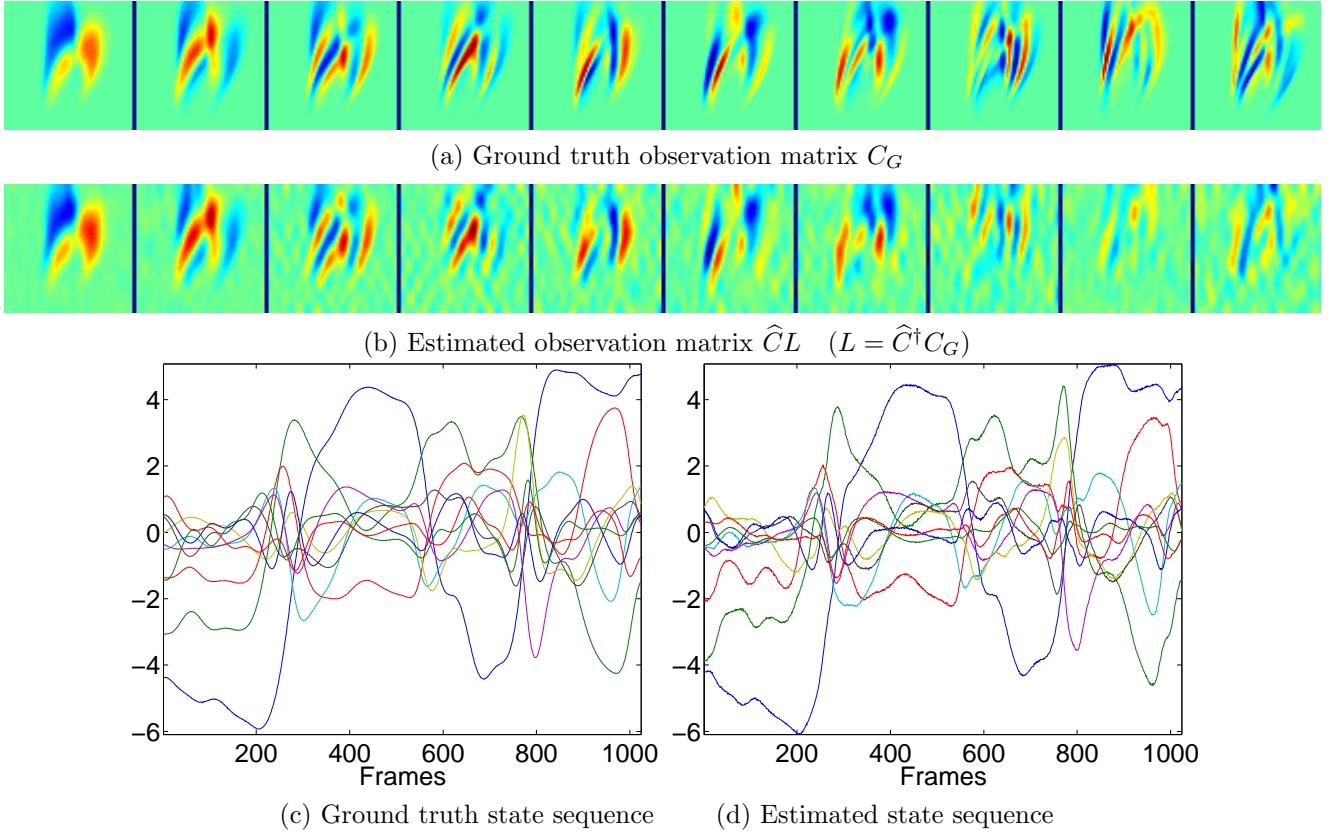 (a) Ground truth observation matrix C_G
(b) Estimated observation matrix ĈL (L = Ĉ†C_G)
4
2
0
−2
−4
−6
200 400 600 800 1000
Frames
4
2
0
−2
−4
−6
200 400 600 800 1000
Frames
(c) Ground truth state sequence
(d) Estimated state sequence